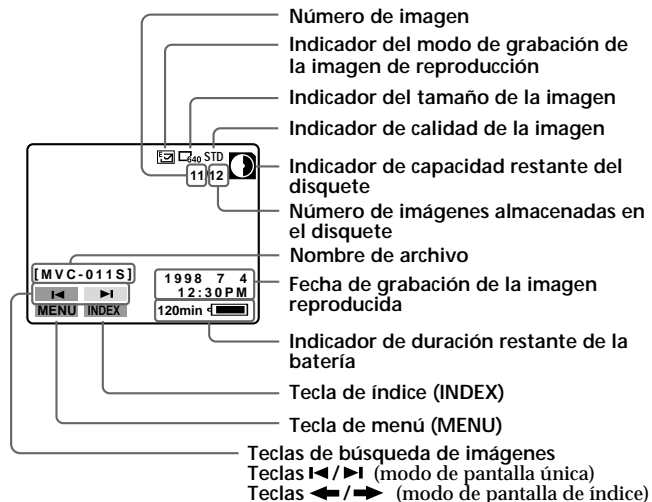 Número de imagen
Indicador del modo de grabación de
la imagen de reproducción
Indicador del tamaño de la imagen
Indicador de calidad de la imagen
640 STD
11/12
Indicador de capacidad restante del
disquete
Número de imágenes almacenadas en
el disquete
Nombre de archivo
[MVC-011S]
1998 7 4
12:30PM
Fecha de grabación de la imagen
reproducida
MENU INDEX
120min
Indicador de duración restante de la
batería
Tecla de índice (INDEX)
Tecla de menú (MENU)
Teclas de búsqueda de imágenes
Teclas / (modo de pantalla única)
Teclas / (modo de pantalla de índice)